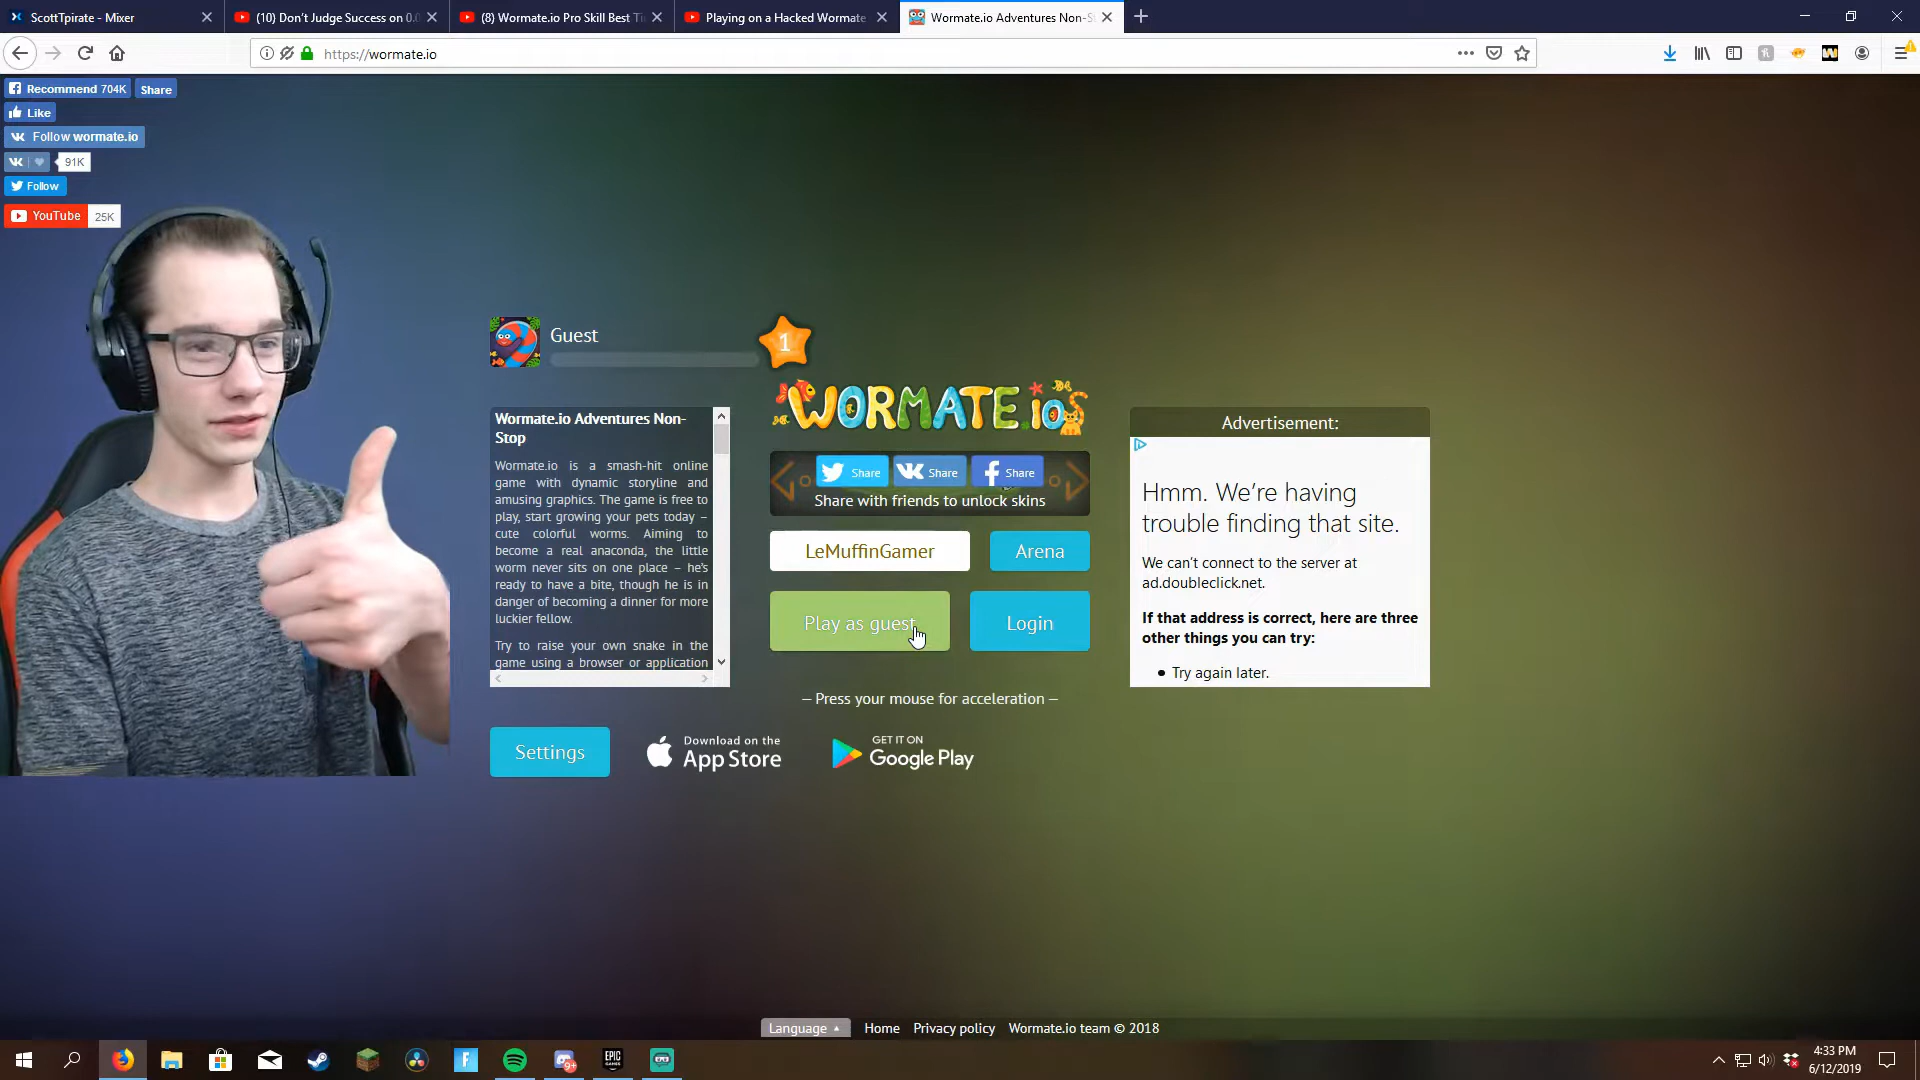 ScottTpirate - Mixer
(10) Don't Judge Success on 0.0
(8) Wormate.io Pro Skill Best Ti
Playing on a Hacked Wormate
Wormate.io Adventures Non-S
https://wormate.io
Recommend 704K
Share
Like
Follow wormate.io
91K
Follow
YouTube
25K
Guest
1
WORMATE.io
Wormate.io Adventures Non-
Stop
Wormate.io is a smash-hit online
game with dynamic storyline and
amusing graphics. The game is free to
play, start growing your pets today –
cute colorful worms. Aiming to
become a real anaconda, the little
worm never sits on one place – he's
ready to have a bite, though he is in
danger of becoming a dinner for more
luckier fellow.
Try to raise your own snake in the
game using a browser or application
Share
Share
Share
Share with friends to unlock skins
LeMuffinGamer
Arena
Play as guest
Login
– Press your mouse for acceleration –
Advertisement:
Hmm. We're having
trouble finding that site.
We can't connect to the server at
ad.doubleclick.net.
If that address is correct, here are three
other things you can try:
• Try again later.
Settings
Download on the
App Store
GET IT ON
Google Play
Language
Home
Privacy policy
Wormate.io team © 2018
9+
EPIC
GAMES
4:33 PM
6/12/2019